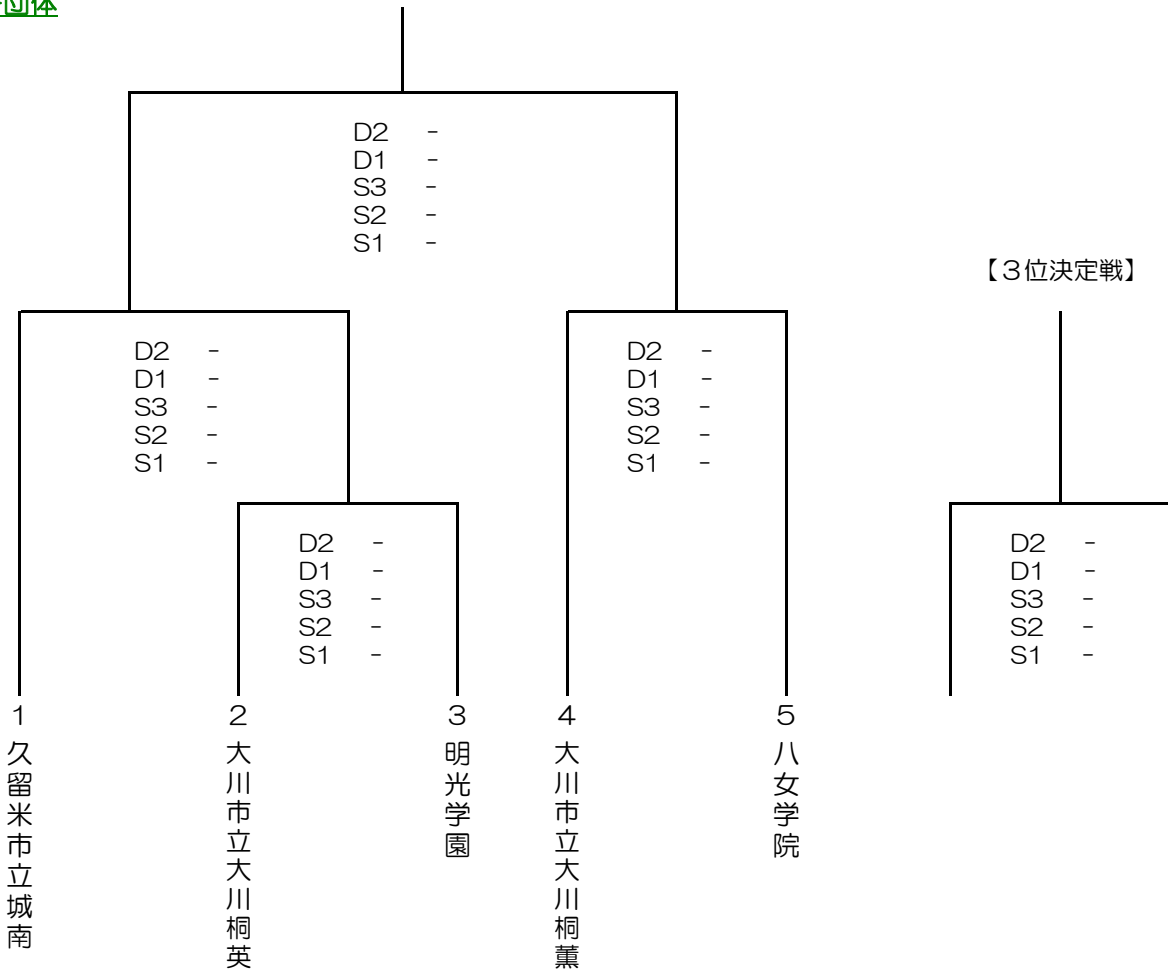 団体
D2 -
D1 -
S3 -
S2 -
S1 -
【３位決定戦】
D2 -
D1 -
S3 -
S2 -
S1 -
D2 -
D1 -
S3 -
S2 -
S1 -
D2 -
D1 -
S3 -
S2 -
S1 -
D2 -
D1 -
S3 -
S2 -
S1 -
1
久留米市立城南
2
大川市立大川桐英
3
明光学園
4
大川市立大川桐薫
5
八女学院